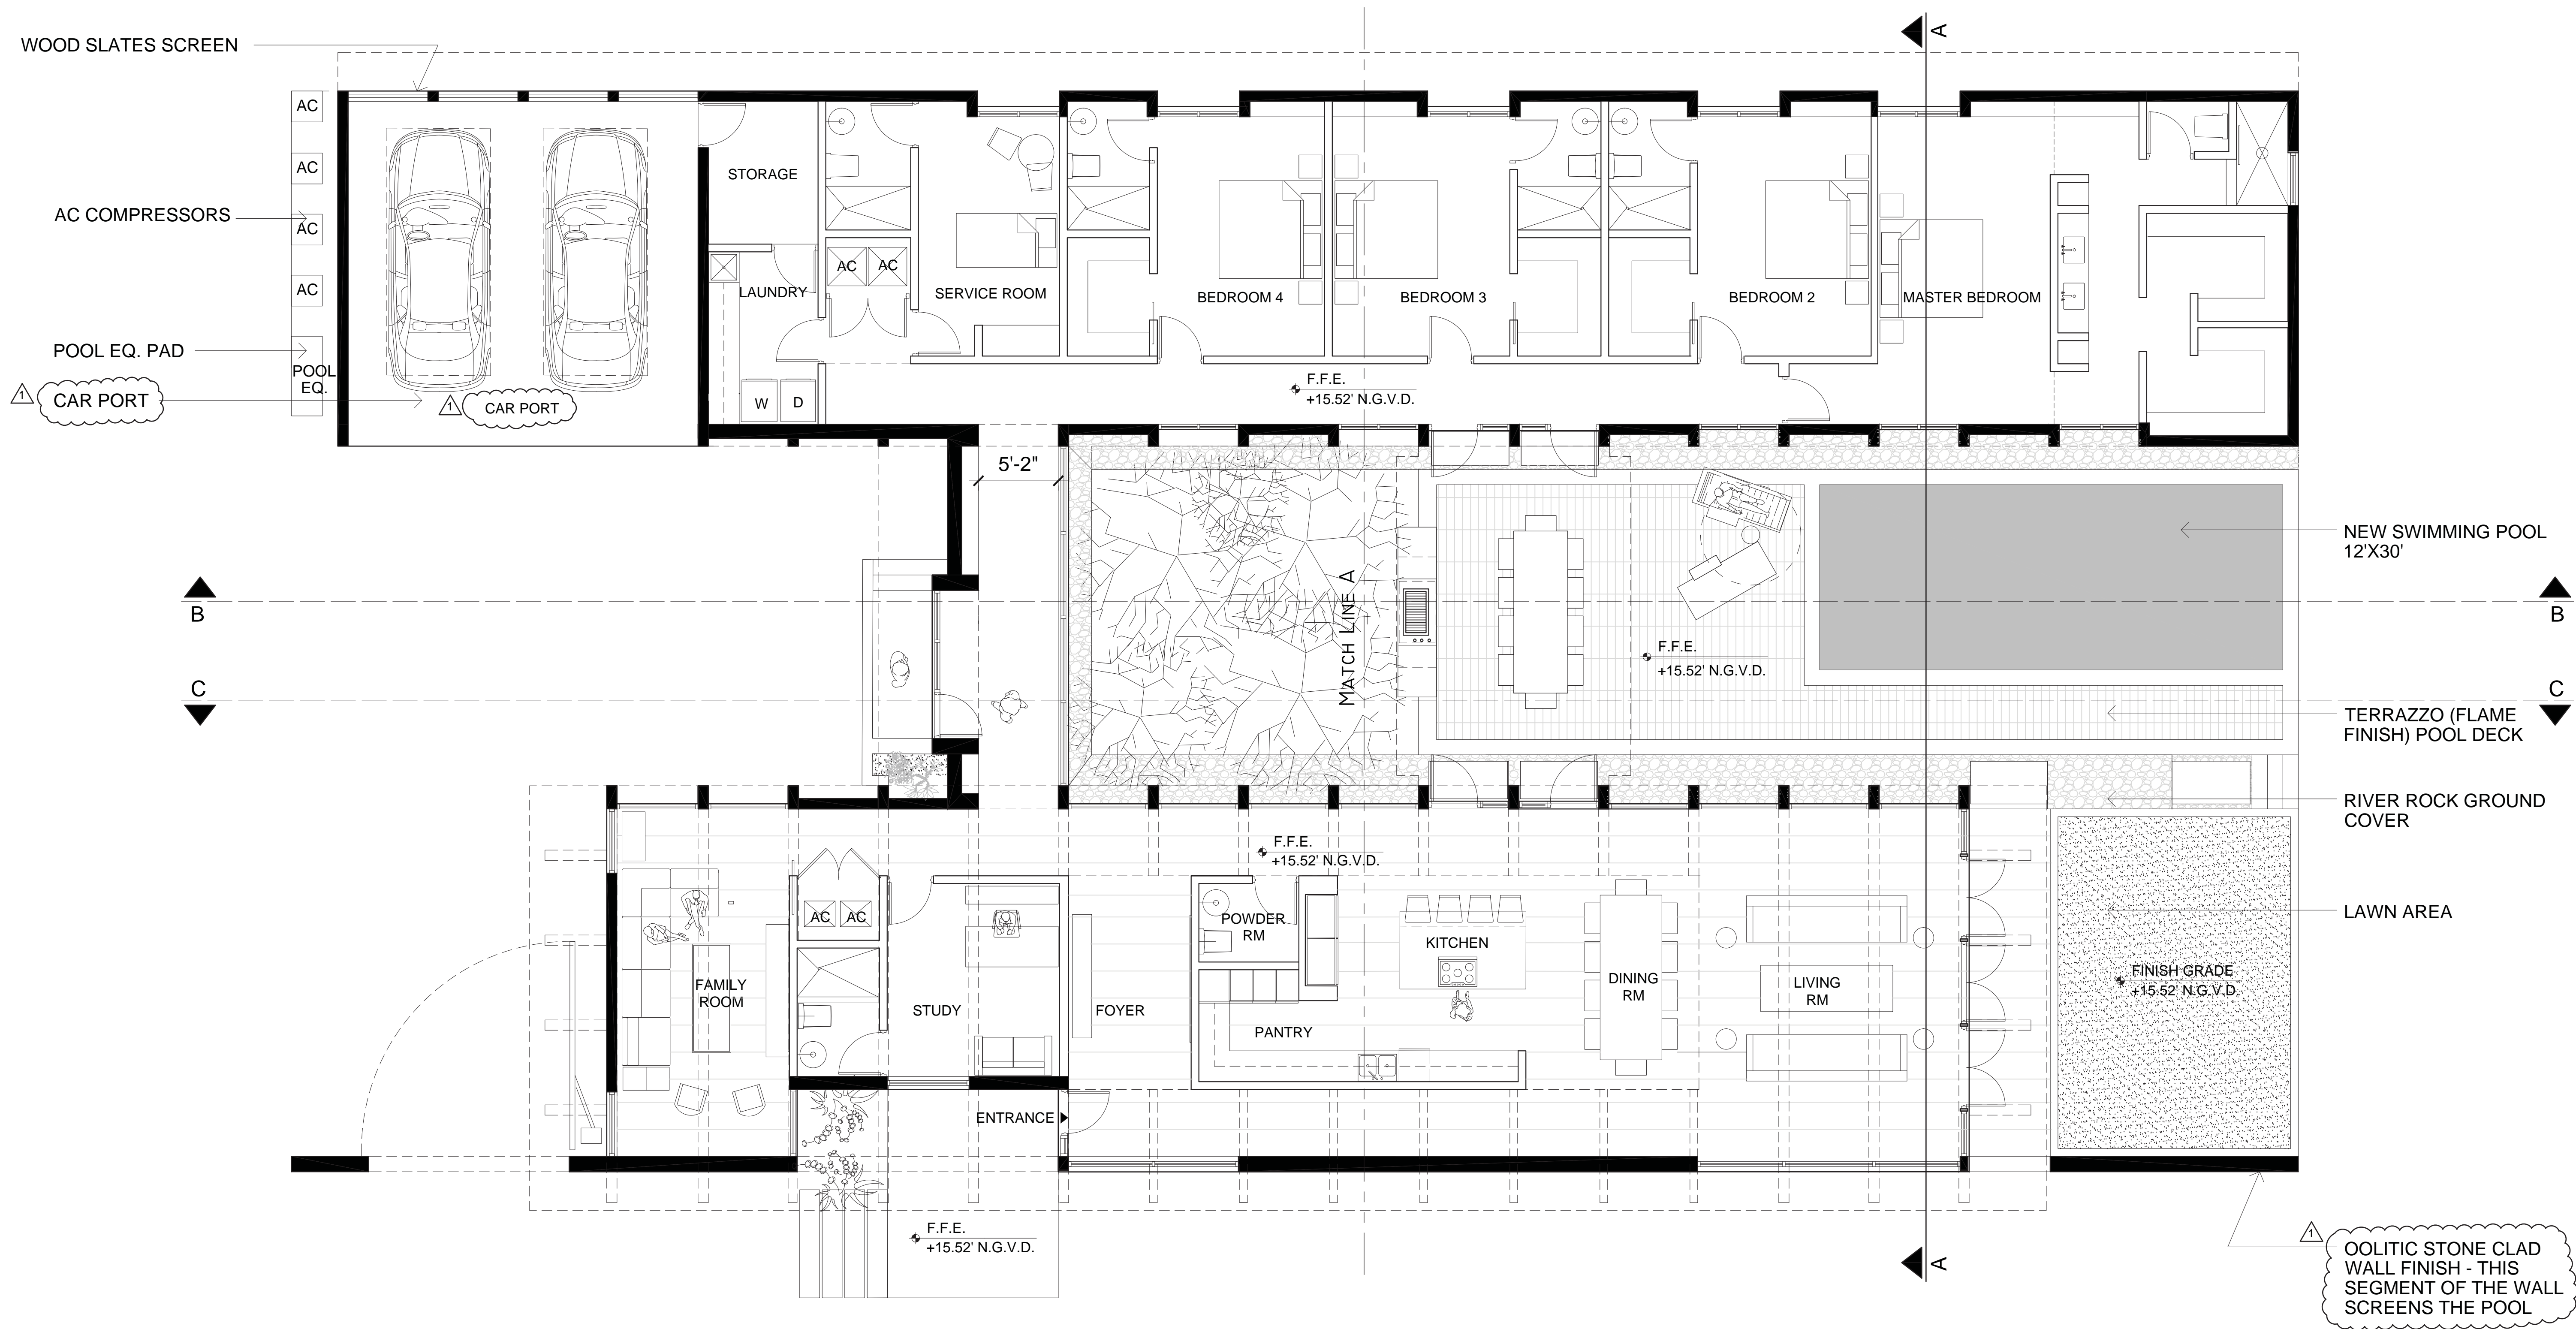 A
WOOD SLATES SCREEN
AC
AC
STORAGE
AC COMPRESSORS
AC
AC
AC
AC
LAUNDRY
SERVICE ROOM
BEDROOM 4
BEDROOM 3
BEDROOM 2
MASTER BEDROOM
POOL EQ. PAD
POOL
EQ.
1
CAR PORT
1
CAR PORT
W
D
F.F.E.
+15.52' N.G.V.D.
5'-2"
NEW SWIMMING POOL
12'X30'
B
B
MATCH LINE A
F.F.E.
+15.52' N.G.V.D.
C
C
TERRAZZO (FLAME
FINISH) POOL DECK
RIVER ROCK GROUND
COVER
F.F.E.
+15.52' N.G.V.D.
AC
AC
POWDER
RM
KITCHEN
LAWN AREA
FAMILY
ROOM
STUDY
FOYER
PANTRY
DINING
RM
LIVING
RM
FINISH GRADE
+15.52' N.G.V.D.
ENTRANCE
F.F.E.
+15.52' N.G.V.D.
A
1
OOLITIC STONE CLAD
WALL FINISH - THIS
SEGMENT OF THE WALL
SCREENS THE POOL